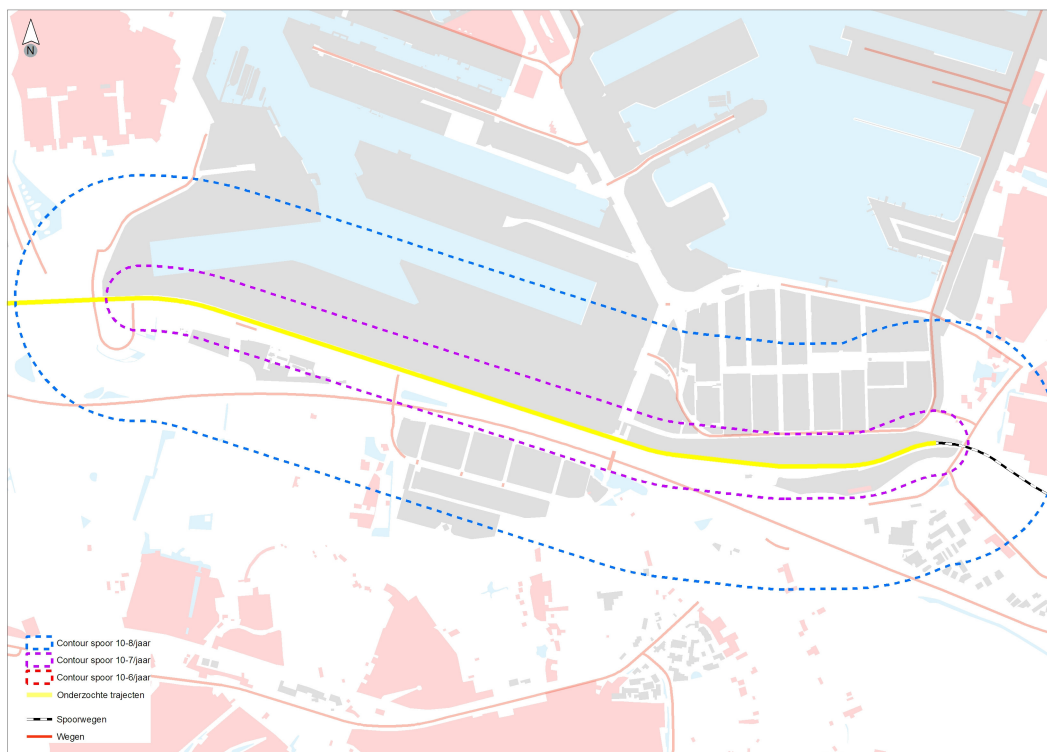 N
Contour spoor 10-8/jaar
Contour spoor 10-7/jaar
Contour spoor 10-6/jaar
Onderzochte trajecten
Spoorwegen
Wegen